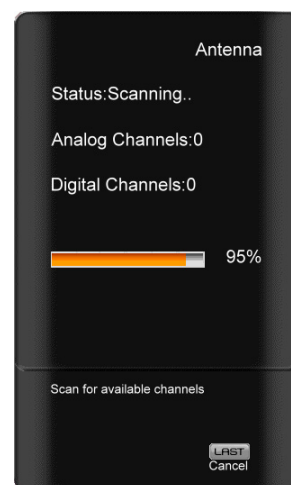 Antenna
Status:Scanning..
Analog Channels:0
Digital Channels:0
95%
Scan for available channels
LAST
Cancel